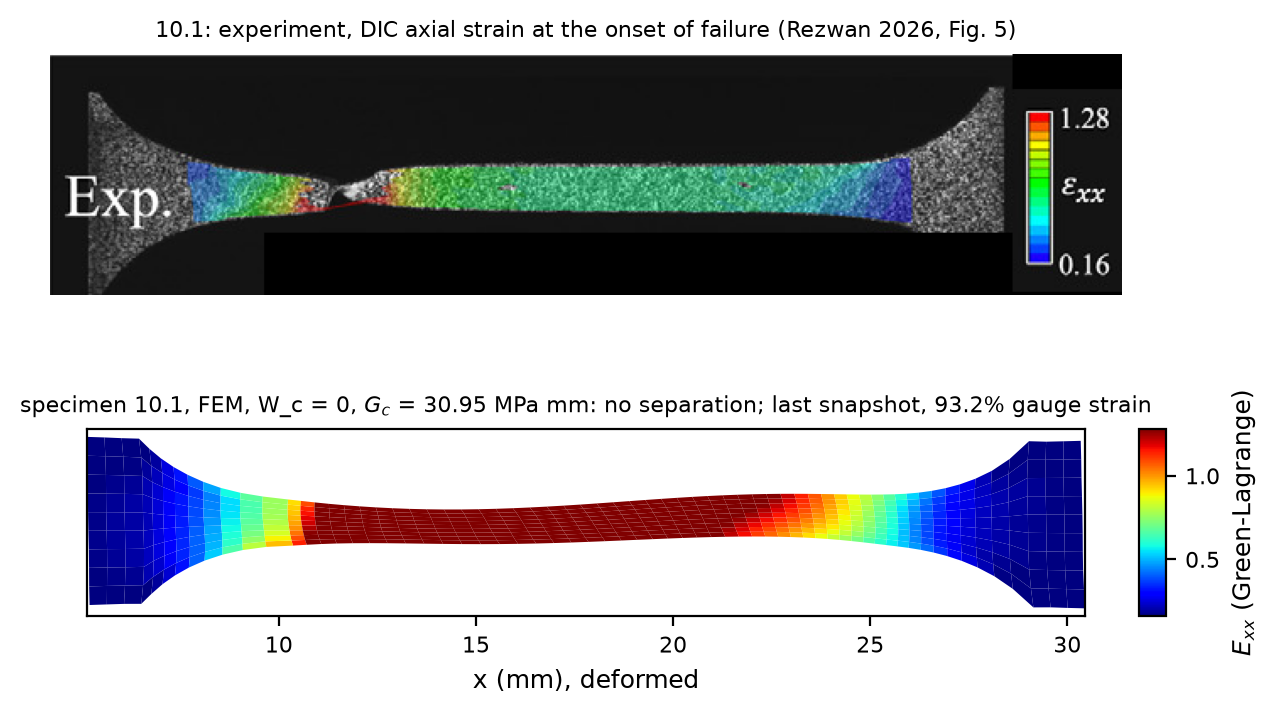 10.1: experiment, DIC axial strain at the onset of failure (Rezwan 2026, Fig. 5)
Exp.
1.28
εxx
0.16
specimen 10.1, FEM, W_c = 0, Gc = 30.95 MPa mm: no separation; last snapshot, 93.2% gauge strain
1.0
0.5
Exx (Green-Lagrange)
10 15 20 25 30
x (mm), deformed